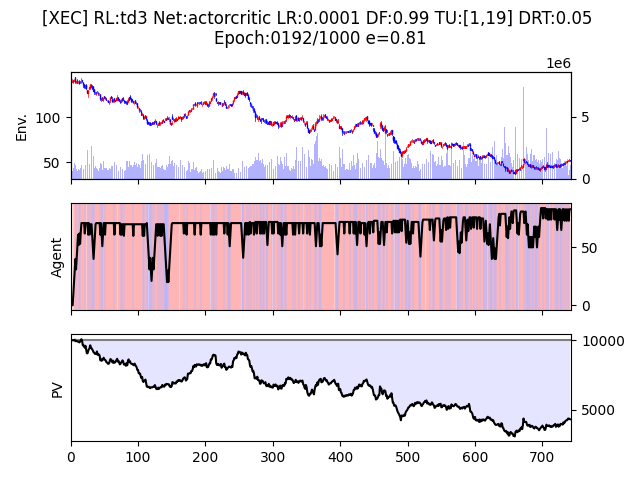 [XEC] RL:td3 Net:actorcritic LR:0.0001 DF:0.99 TU:[1,19] DRT:0.05
Epoch:0192/1000 e=0.81
1e6
Env.
100
50
5
0
Agent
50
0
PV
10000
5000
0 100 200 300 400 500 600 700